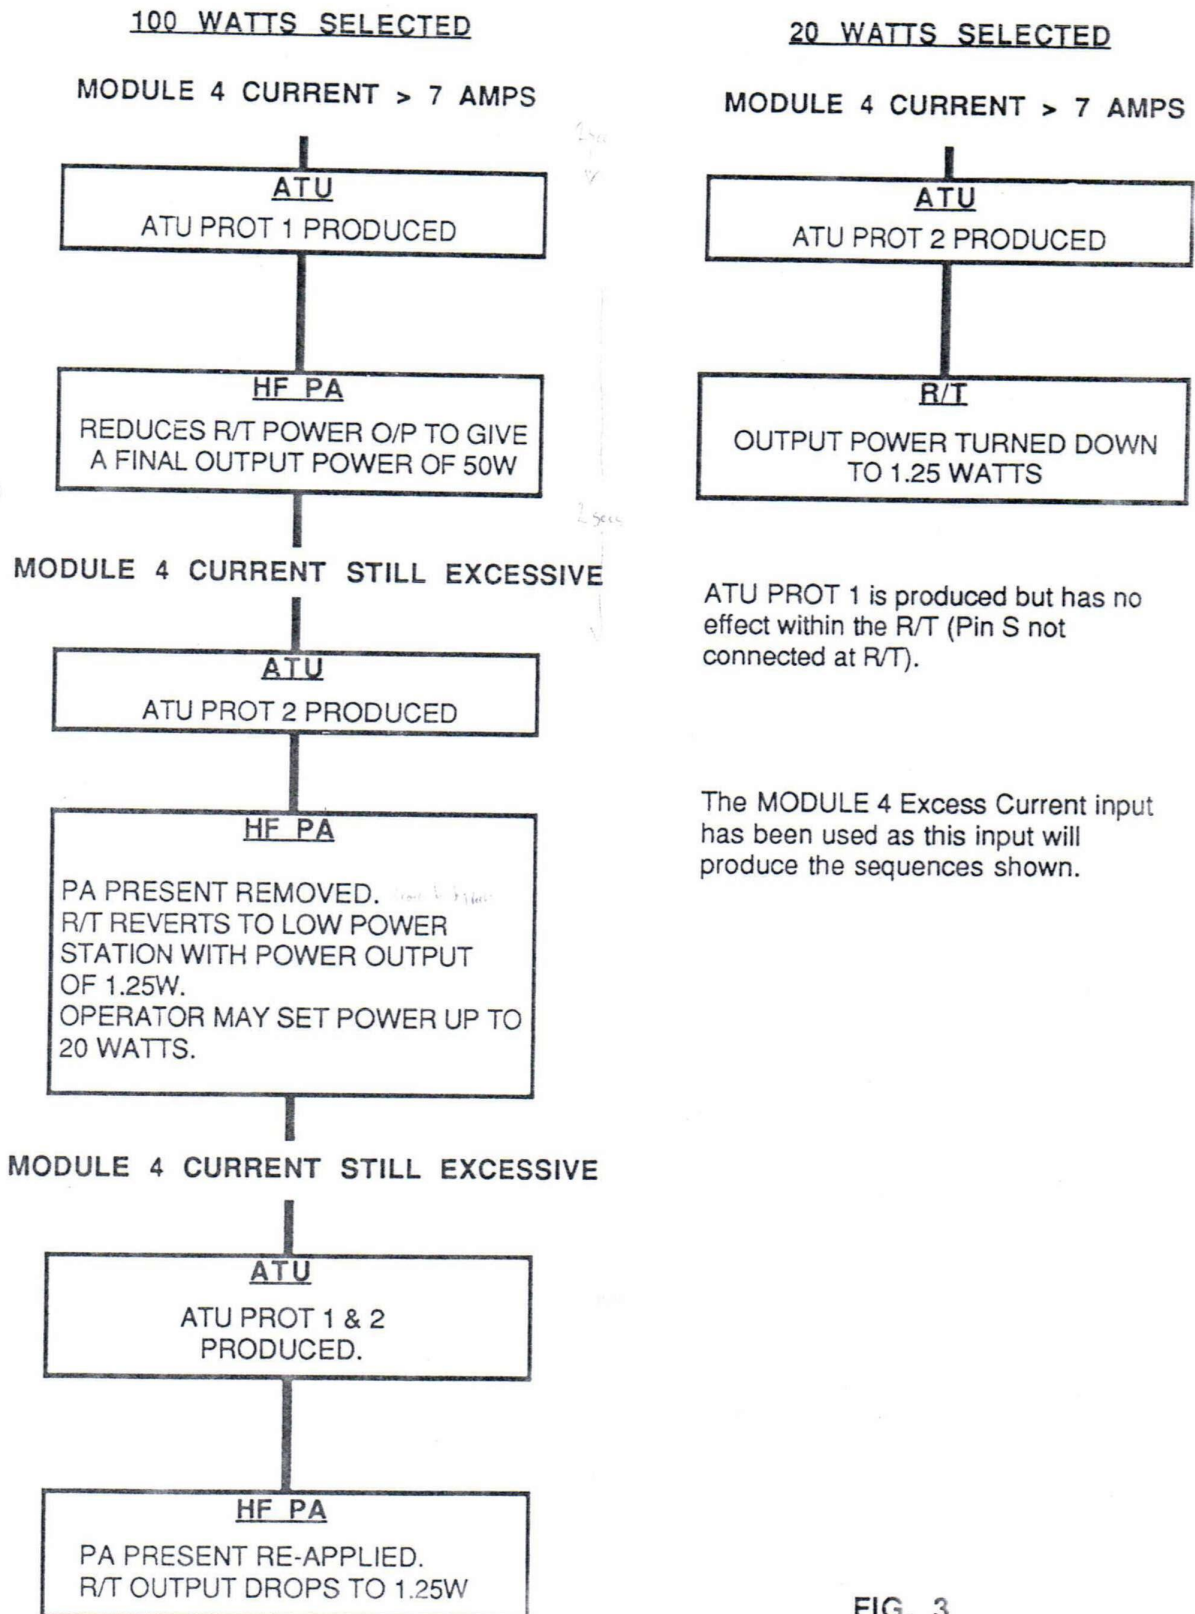 100 WATTS SELECTED
MODULE 4 CURRENT > 7 AMPS
ATU
ATU PROT 1 PRODUCED
HF PA
REDUCES R/T POWER O/P TO GIVE
A FINAL OUTPUT POWER OF 50W
2 secs
MODULE 4 CURRENT STILL EXCESSIVE
ATU
ATU PROT 2 PRODUCED
HF PA
PA PRESENT REMOVED.
R/T REVERTS TO LOW POWER
STATION WITH POWER OUTPUT
OF 1.25W.
OPERATOR MAY SET POWER UP TO
20 WATTS.
MODULE 4 CURRENT STILL EXCESSIVE
ATU
ATU PROT 1 & 2
PRODUCED.
HF PA
PA PRESENT RE-APPLIED.
R/T OUTPUT DROPS TO 1.25W
20 WATTS SELECTED
MODULE 4 CURRENT > 7 AMPS
ATU
ATU PROT 2 PRODUCED
R/T
OUTPUT POWER TURNED DOWN
TO 1.25 WATTS
ATU PROT 1 is produced but has no
effect within the R/T (Pin S not
connected at R/T).
The MODULE 4 Excess Current input
has been used as this input will
produce the sequences shown.
FIG. 3